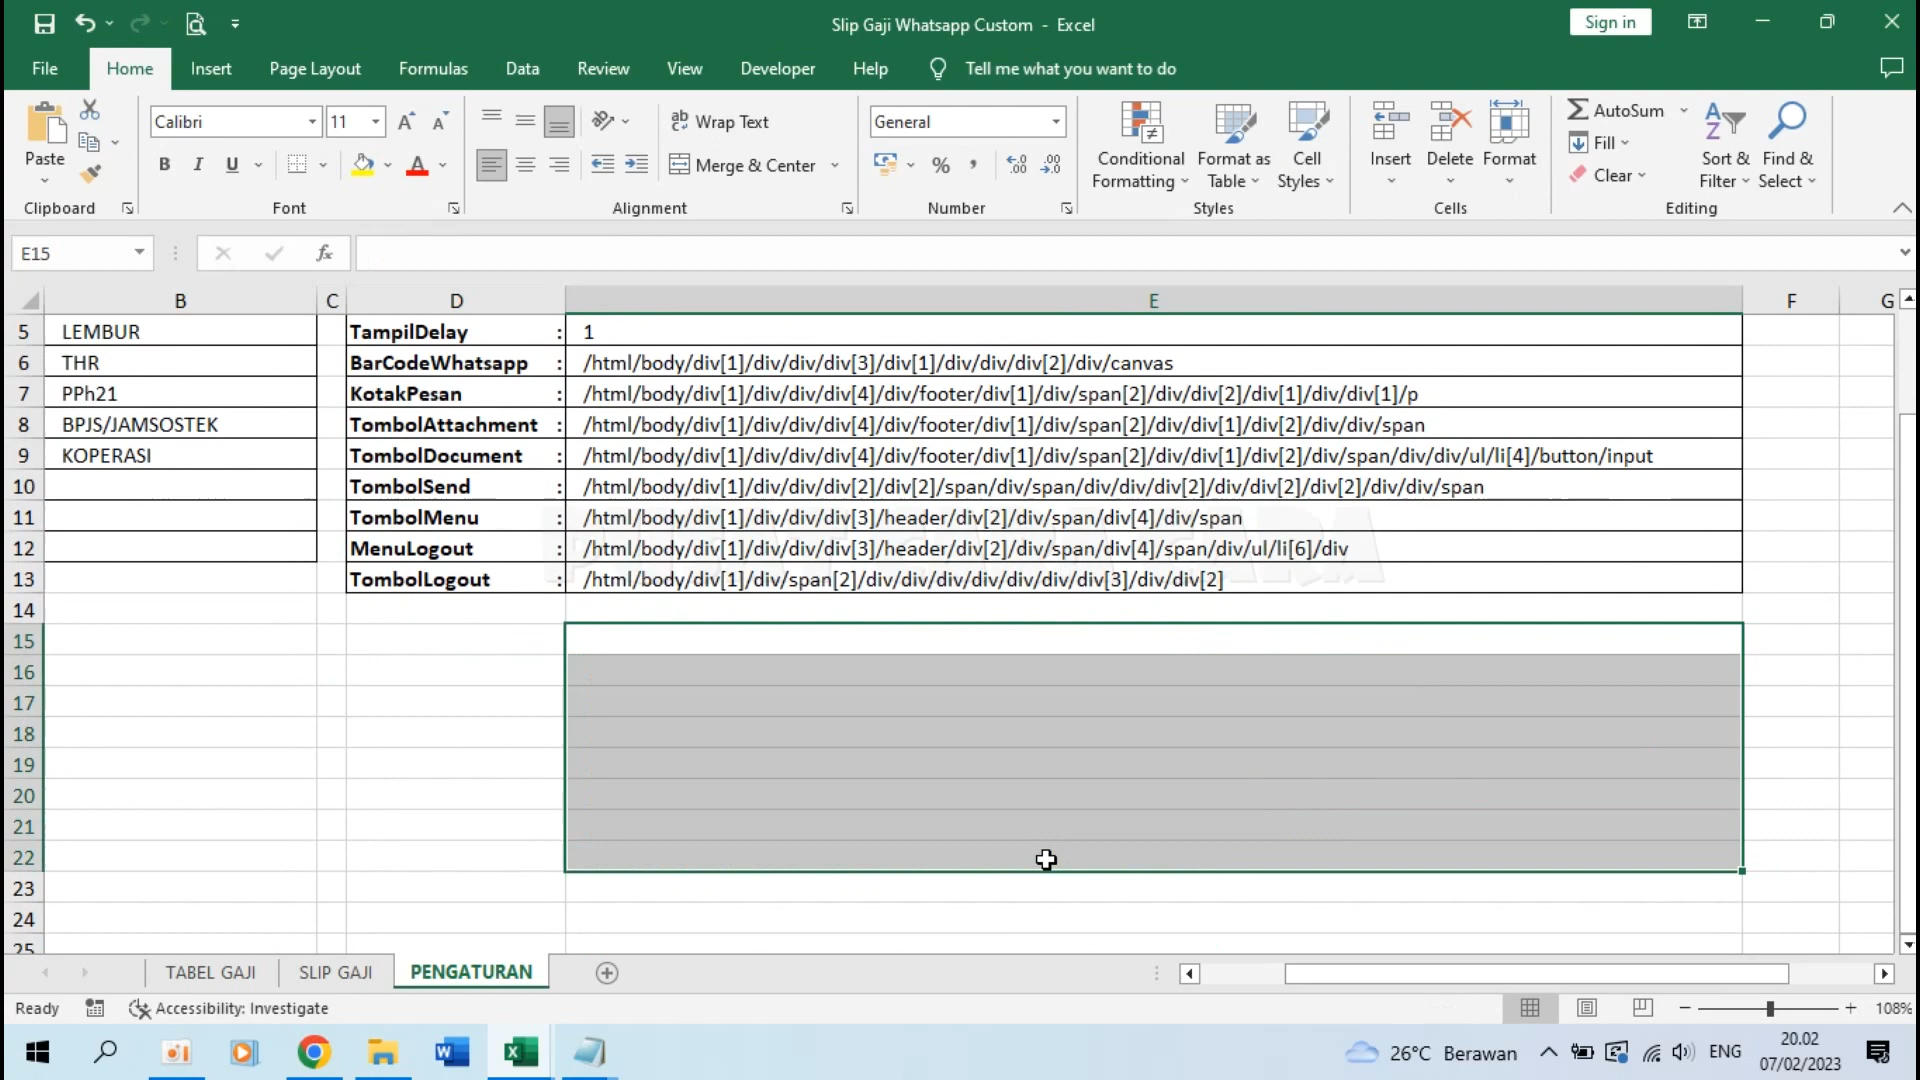 Slip Gaji Whatsapp Custom - Excel
Sign in
File Home Insert Page Layout Formulas Data Review View Developer Help Tell me what you want to do
Paste
Clipboard
Calibri 11
B I U
Font
Wrap Text
Merge & Center
Alignment
General
Number
Conditional Formatting
Format as Table
Cell Styles
Styles
Insert Delete Format
Cells
AutoSum
Fill
Clear
Sort & Filter
Find & Select
Editing
E15 fx
B C D E F G
5 LEMBUR TampilDelay : 1
6 THR BarCodeWhatsapp : /html/body/div[1]/div/div/div[3]/div[1]/div/div/div[2]/div/canvas
7 PPh21 KotakPesan : /html/body/div[1]/div/div/div[4]/div/footer/div[1]/div/span[2]/div/div[2]/div[1]/div/div[1]/p
8 BPJS/JAMSOSTEK TombolAttachment : /html/body/div[1]/div/div/div[4]/div/footer/div[1]/div/span[2]/div/div[1]/div[2]/div/div/span
9 KOPERASI TombolDocument : /html/body/div[1]/div/div/div[4]/div/footer/div[1]/div/span[2]/div/div[1]/div[2]/div/span/div/div/ul/li[4]/button/input
10 TombolSend : /html/body/div[1]/div/div/div[2]/div[2]/span/div/span/div/div/div[2]/div/div[2]/div[2]/div/div/span
11 TombolMenu : /html/body/div[1]/div/div/div[3]/header/div[2]/div/span/div[4]/div/span
12 MenuLogout : /html/body/div[1]/div/div/div[3]/header/div[2]/div/span/div[4]/span/div/ul/li[6]/div
13 TombolLogout : /html/body/div[1]/div/span[2]/div/div/div/div/div/div/div[3]/div/div[2]
14
15
16
17
18
19
20
21
22
23
24
25
TABEL GAJI SLIP GAJI PENGATURAN
Ready Accessibility: Investigate 108%
26°C Berawan ENG 20.02
07/02/2023